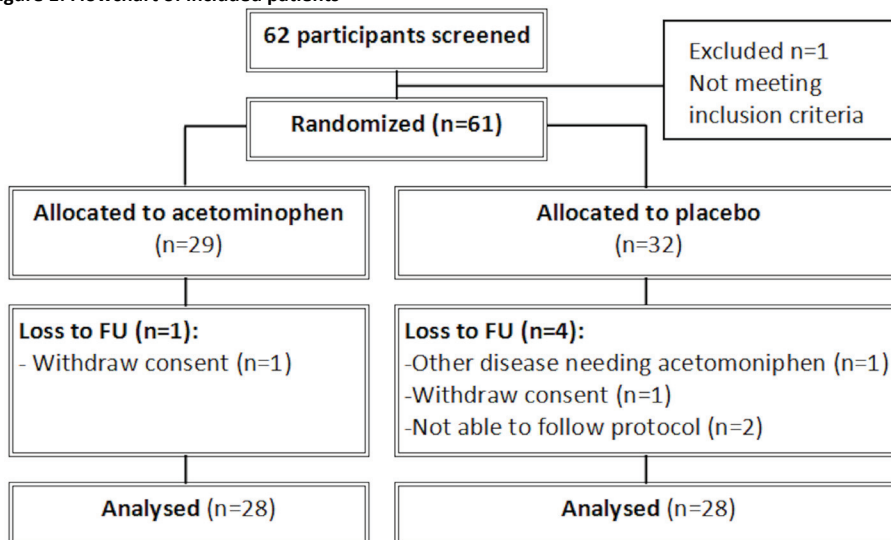 62 participants screened
Excluded n=1
Not meeting
inclusion criteria
Randomized (n=61)
Allocated to acetominophen
(n=29)
Allocated to placebo
(n=32)
Loss to FU (n=1):
- Withdraw consent (n=1)
Loss to FU (n=4):
-Other disease needing acetomoniphen (n=1)
-Withdraw consent (n=1)
-Not able to follow protocol (n=2)
Analysed (n=28)
Analysed (n=28)